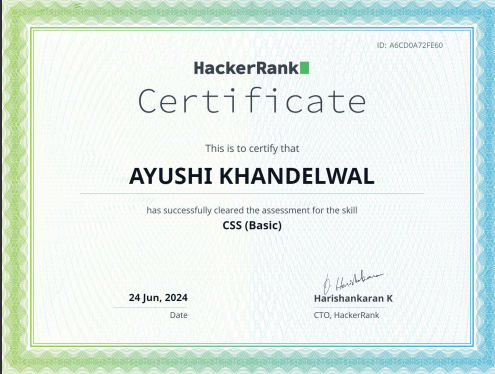 ID: A6CD0A72FE60
HackerRank
Certificate
This is to certify that
AYUSHI KHANDELWAL
has successfully cleared the assessment for the skill
CSS (Basic)
24 Jun, 2024
Date
Harishankaran K
CTO, HackerRank